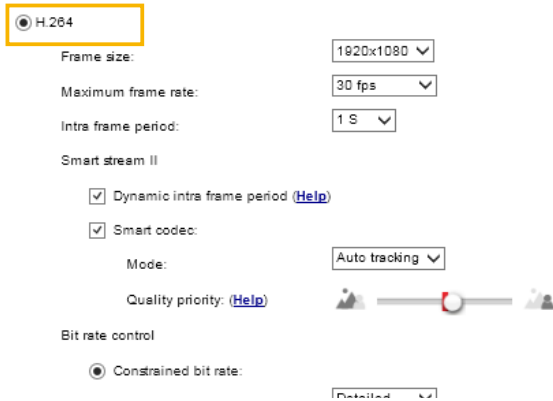 H.264
Frame size: 1920x1080
Maximum frame rate: 30 fps
Intra frame period: 1 S
Smart stream II
Dynamic intra frame period (Help)
Smart codec:
Mode: Auto tracking
Quality priority: (Help)
Bit rate control
Constrained bit rate:
Detailed